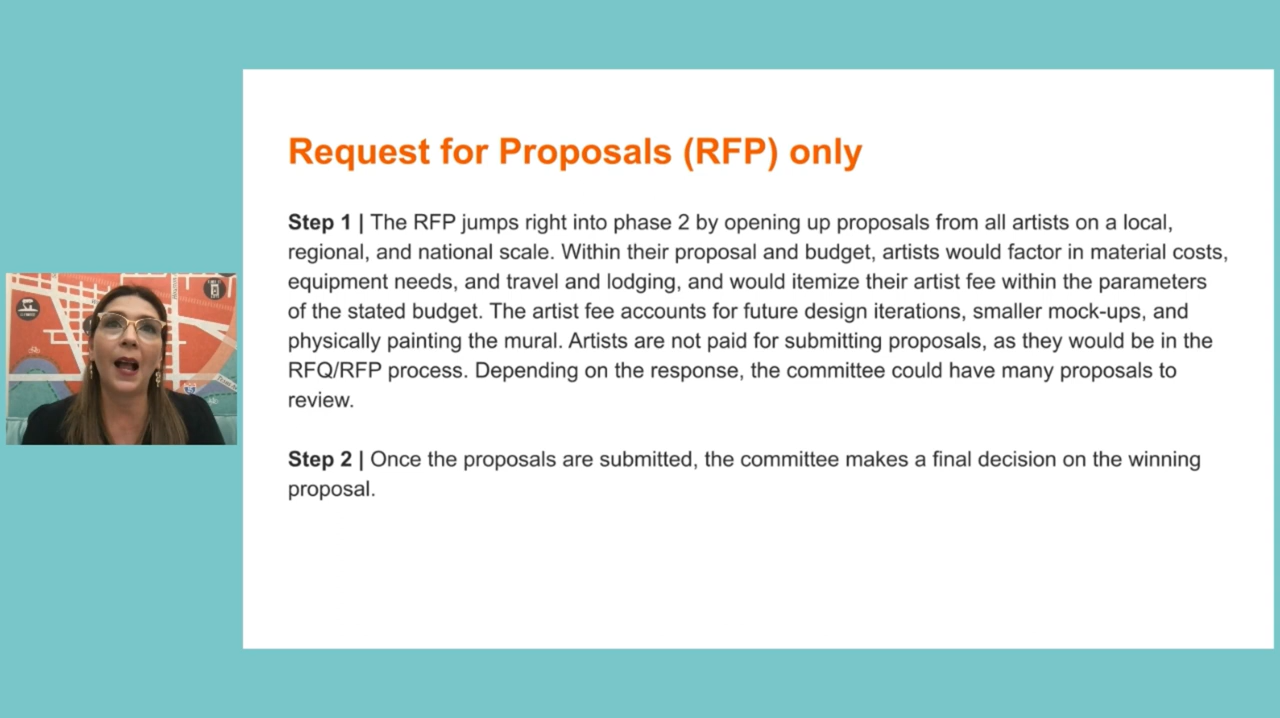 Request for Proposals (RFP) only
Step 1 | The RFP jumps right into phase 2 by opening up proposals from all artists on a local,
regional, and national scale. Within their proposal and budget, artists would factor in material costs,
equipment needs, and travel and lodging, and would itemize their artist fee within the parameters
of the stated budget. The artist fee accounts for future design iterations, smaller mock-ups, and
physically painting the mural. Artists are not paid for submitting proposals, as they would be in the
RFQ/RFP process. Depending on the response, the committee could have many proposals to
review.
Step 2 | Once the proposals are submitted, the committee makes a final decision on the winning
proposal.